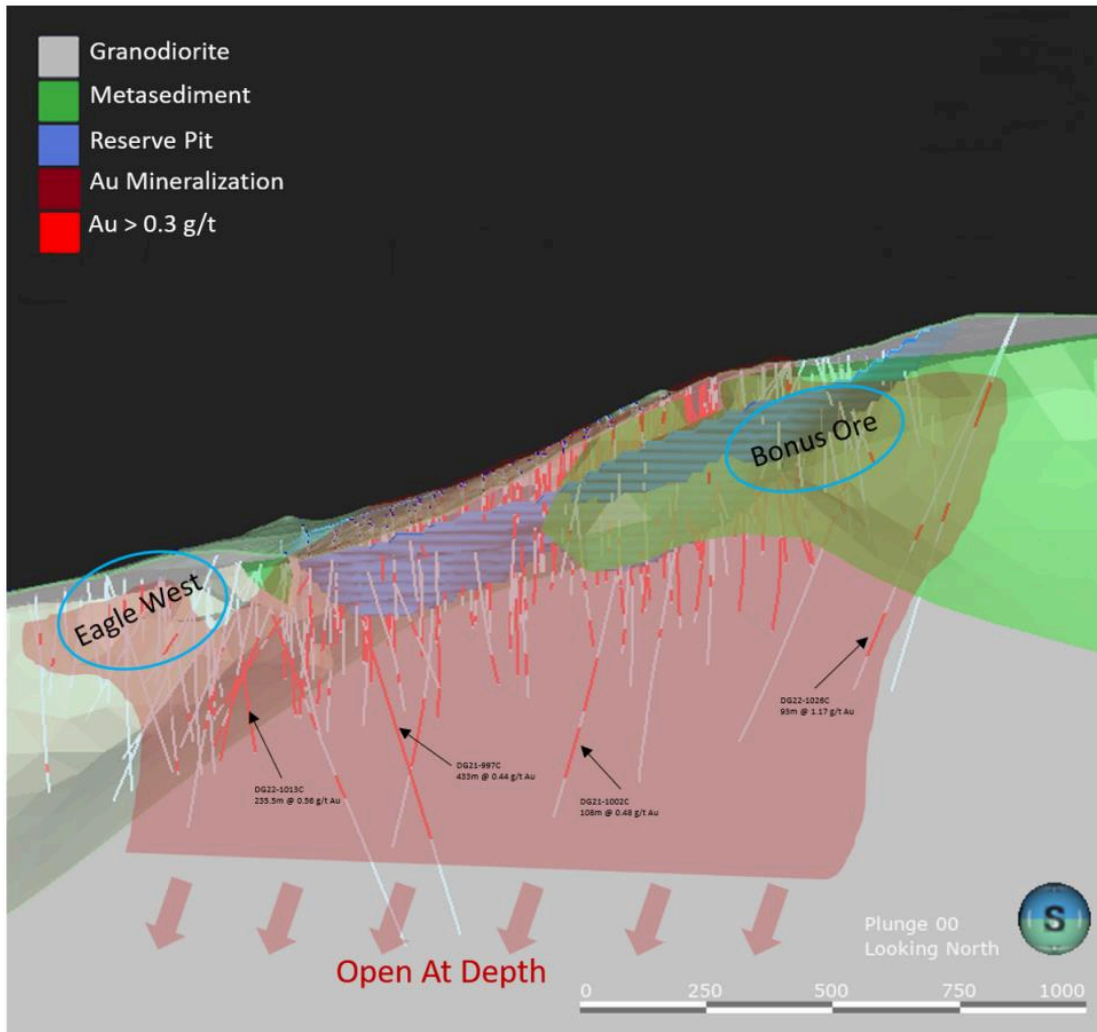 Granodiorite
Metasediment
Reserve Pit
Au Mineralization
Au > 0.3 g/t
Bonus Ore
Eagle West
DG22-1026C
93m @ 1.17 g/t Au
DG21-997C
433m @ 0.44 g/t Au
DG22-1013C
235.5m @ 0.56 g/t Au
DG21-1002C
108m @ 0.48 g/t Au
S
Plunge 00
Looking North
Open At Depth
0 250 500 750 1000